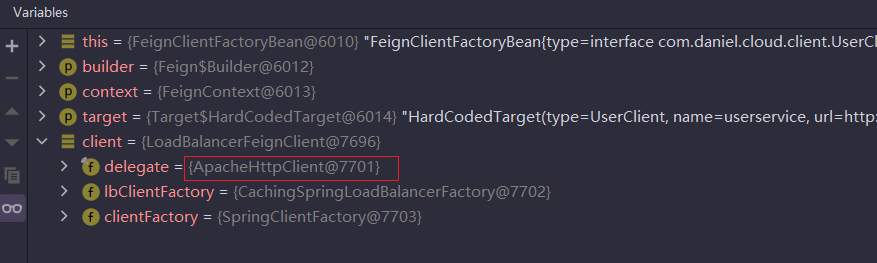 Variables
this = {FeignClientFactoryBean@6010} "FeignClientFactoryBean{type=interface com.daniel.cloud.client.UserCl
p builder = {Feign$Builder@6012}
p context = {FeignContext@6013}
p target = {Target$HardCodedTarget@6014} "HardCodedTarget(type=UserClient, name=userservice, url=http:
client = {LoadBalancerFeignClient@7696}
f delegate = {ApacheHttpClient@7701}
f lbClientFactory = {CachingSpringLoadBalancerFactory@7702}
f clientFactory = {SpringClientFactory@7703}